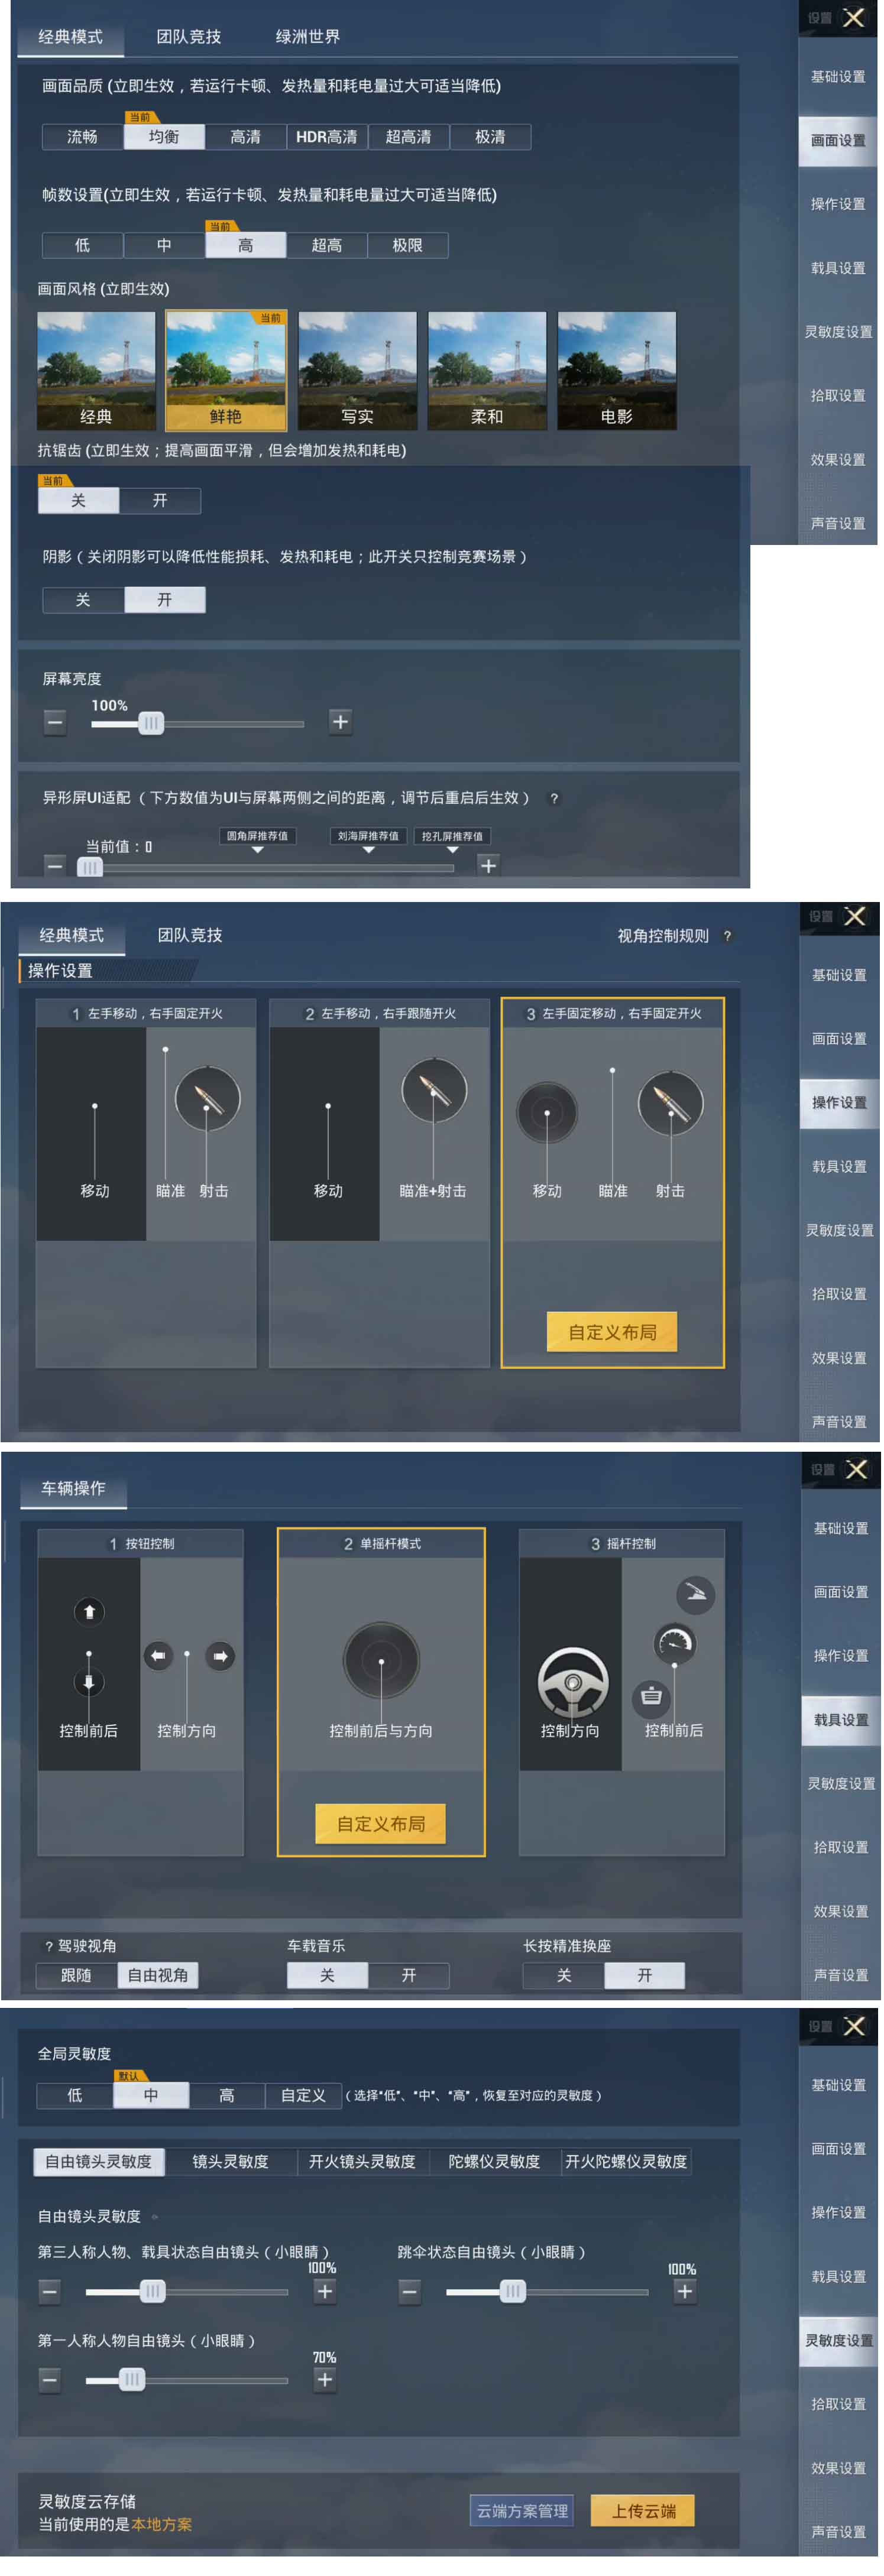 经典模式 团队竞技 绿洲世界
设置
画面品质 (立即生效，若运行卡顿、发热量和耗电量过大可适当降低)
当前
流畅 均衡 高清 HDR高清 超高清 极清
帧数设置(立即生效，若运行卡顿、发热量和耗电量过大可适当降低)
当前
低 中 高 超高 极限
画面风格 (立即生效)
当前
经典 鲜艳 写实 柔和 电影
抗锯齿 (立即生效；提高画面平滑，但会增加发热和耗电)
当前
关 开
阴影（关闭阴影可以降低性能损耗、发热和耗电；此开关只控制竞赛场景）
关 开
屏幕亮度
100%
异形屏UI适配（下方数值为UI与屏幕两侧之间的距离，调节后重启后生效） ?
圆角屏推荐值 刘海屏推荐值 挖孔屏推荐值
当前值：0
基础设置
画面设置
操作设置
载具设置
灵敏度设置
拾取设置
效果设置
声音设置
经典模式 团队竞技 视角控制规则 ?
设置
操作设置
1 左手移动，右手固定开火
移动 瞄准 射击
2 左手移动，右手跟随开火
移动 瞄准+射击
3 左手固定移动，右手固定开火
移动 瞄准 射击
自定义布局
基础设置
画面设置
操作设置
载具设置
灵敏度设置
拾取设置
效果设置
声音设置
车辆操作
设置
1 按钮控制
控制前后 控制方向
2 单摇杆模式
控制前后与方向
自定义布局
3 摇杆控制
控制方向 控制前后
? 驾驶视角 车载音乐 长按精准换座
跟随 自由视角 关 开 关 开
基础设置
画面设置
操作设置
载具设置
灵敏度设置
拾取设置
效果设置
声音设置
全局灵敏度
设置
默认
低 中 高 自定义 （选择"低"、"中"、"高"，恢复至对应的灵敏度）
自由镜头灵敏度 镜头灵敏度 开火镜头灵敏度 陀螺仪灵敏度 开火陀螺仪灵敏度
自由镜头灵敏度
第三人称人物、载具状态自由镜头（小眼睛） 跳伞状态自由镜头（小眼睛）
100% 100%
第一人称人物自由镜头（小眼睛）
70%
灵敏度云存储
当前使用的是本地方案
云端方案管理 上传云端
基础设置
画面设置
操作设置
载具设置
灵敏度设置
拾取设置
效果设置
声音设置